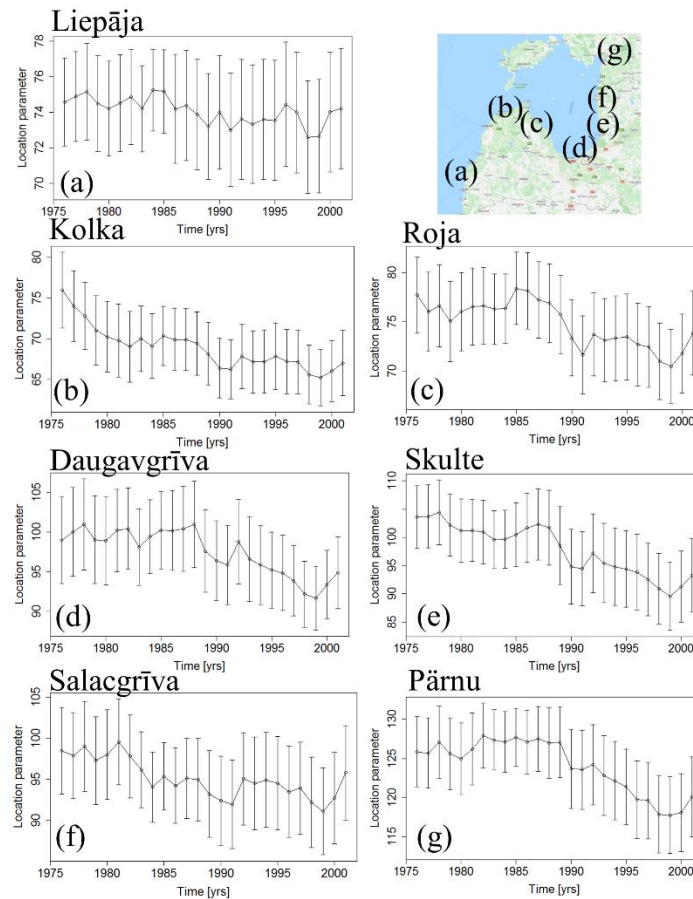 Liepāja
Location parameter
78
76
74
72
70
1975 1980 1985 1990 1995 2000
Time [yrs]
(a)
(g)
(f)
(b)
(c)
(e)
(d)
(a)
Kolka
Location parameter
80
75
70
65
1975 1980 1985 1990 1995 2000
Time [yrs]
(b)
Roja
Location parameter
80
75
70
1975 1980 1985 1990 1995 2000
Time [yrs]
(c)
Daugavgrīva
Location parameter
105
100
95
90
1975 1980 1985 1990 1995 2000
Time [yrs]
(d)
Skulte
Location parameter
110
100
95
90
85
1975 1980 1985 1990 1995 2000
Time [yrs]
(e)
Salacgrīva
Location parameter
105
100
95
90
1975 1980 1985 1990 1995 2000
Time [yrs]
(f)
Pärnu
Location parameter
130
125
120
115
1975 1980 1985 1990 1995 2000
Time [yrs]
(g)